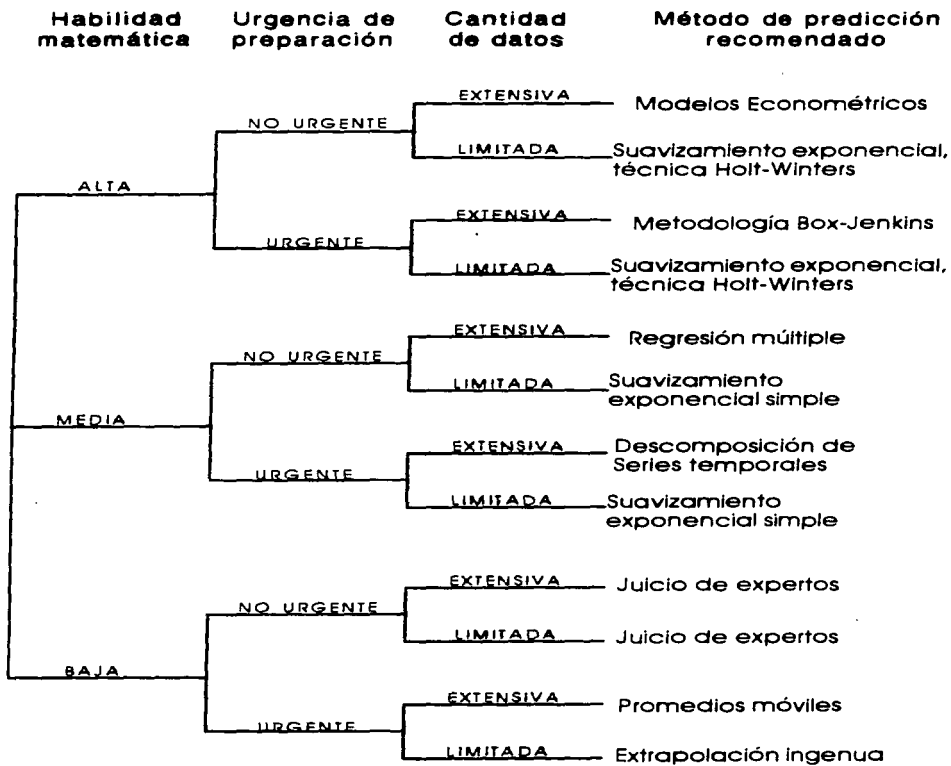 Habilidad matemática
Urgencia de preparación
Cantidad de datos
Método de predicción recomendado
ALTA
NO URGENTE
EXTENSIVA
Modelos Econométricos
LIMITADA
Suavizamiento exponencial,
técnica Holt-Winters
URGENTE
EXTENSIVA
Metodología Box-Jenkins
LIMITADA
Suavizamiento exponencial,
técnica Holt-Winters
MEDIA
NO URGENTE
EXTENSIVA
Regresión múltiple
LIMITADA
Suavizamiento
exponencial simple
URGENTE
EXTENSIVA
Descomposición de
Series temporales
LIMITADA
Suavizamiento
exponencial simple
BAJA
NO URGENTE
EXTENSIVA
Juicio de expertos
LIMITADA
Juicio de expertos
URGENTE
EXTENSIVA
Promedios móviles
LIMITADA
Extrapolación ingenua